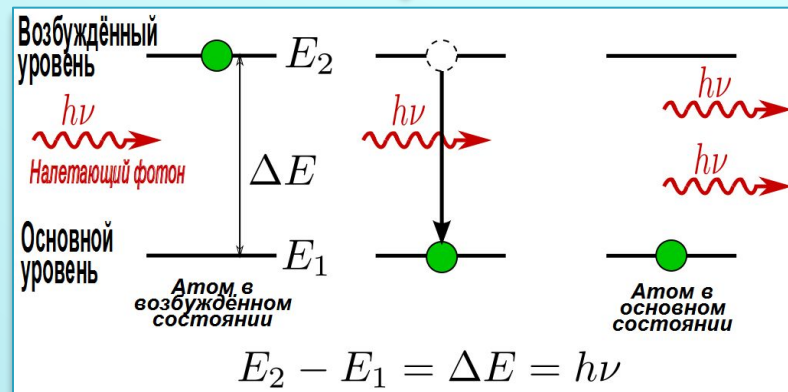 Возбуждённый
уровень
E₂
hν
hν
hν
Налетающий фотон
ΔE
hν
Основной
уровень
E₁
Атом в
возбуждённом
состоянии
Атом в
основном
состоянии
E₂ − E₁ = ΔE = hν